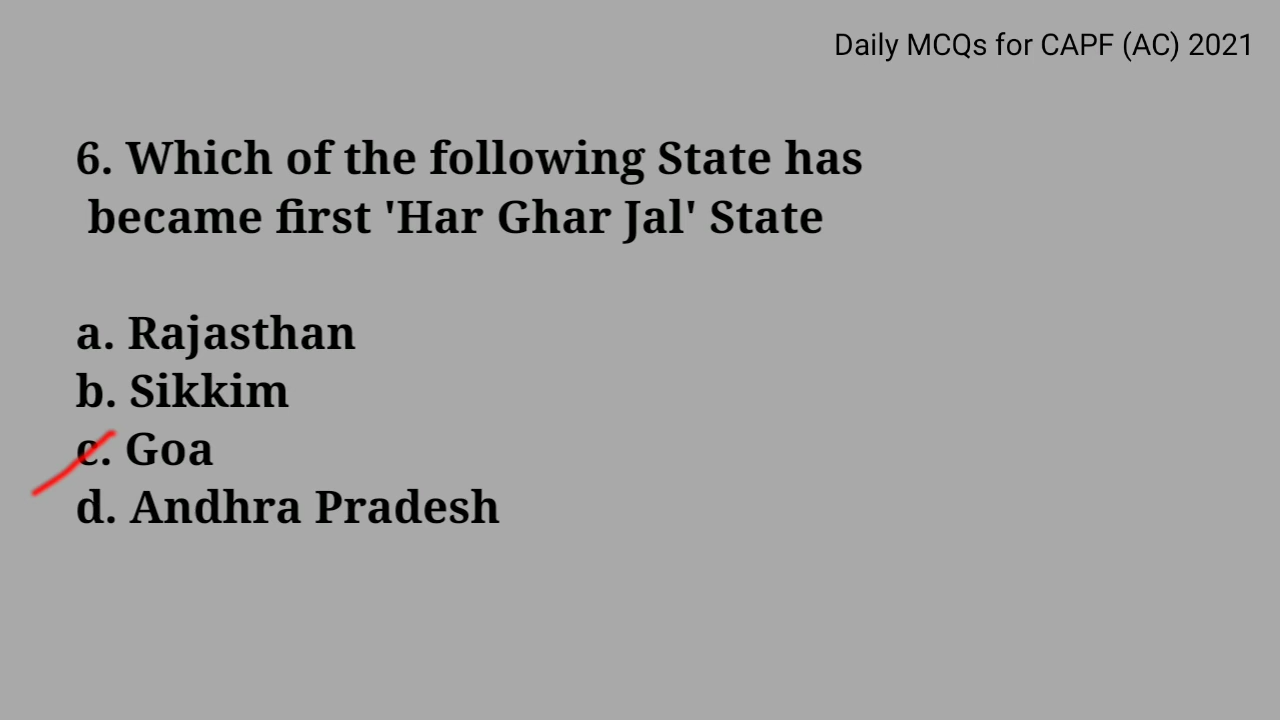 Daily MCQs for CAPF (AC) 2021
6. Which of the following State has
became first 'Har Ghar Jal' State
a. Rajasthan
b. Sikkim
c. Goa
d. Andhra Pradesh